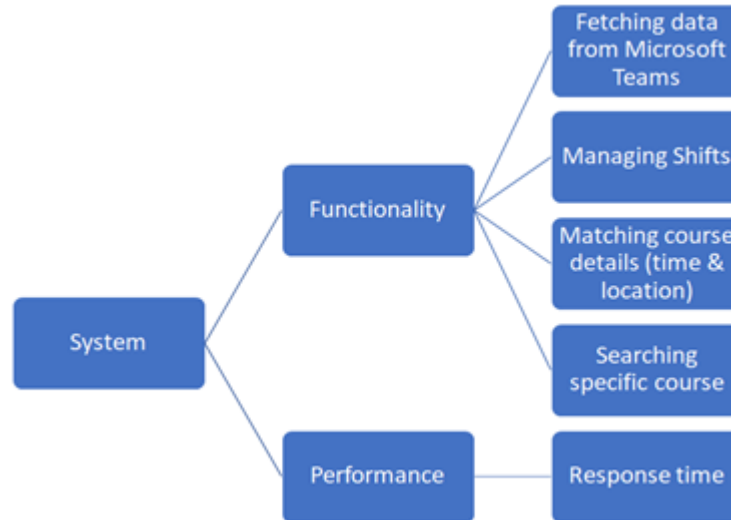 Fetching data
from Microsoft
Teams
Managing Shifts
Functionality
Matching course
details (time &
location)
System
Searching
specific course
Performance
Response time